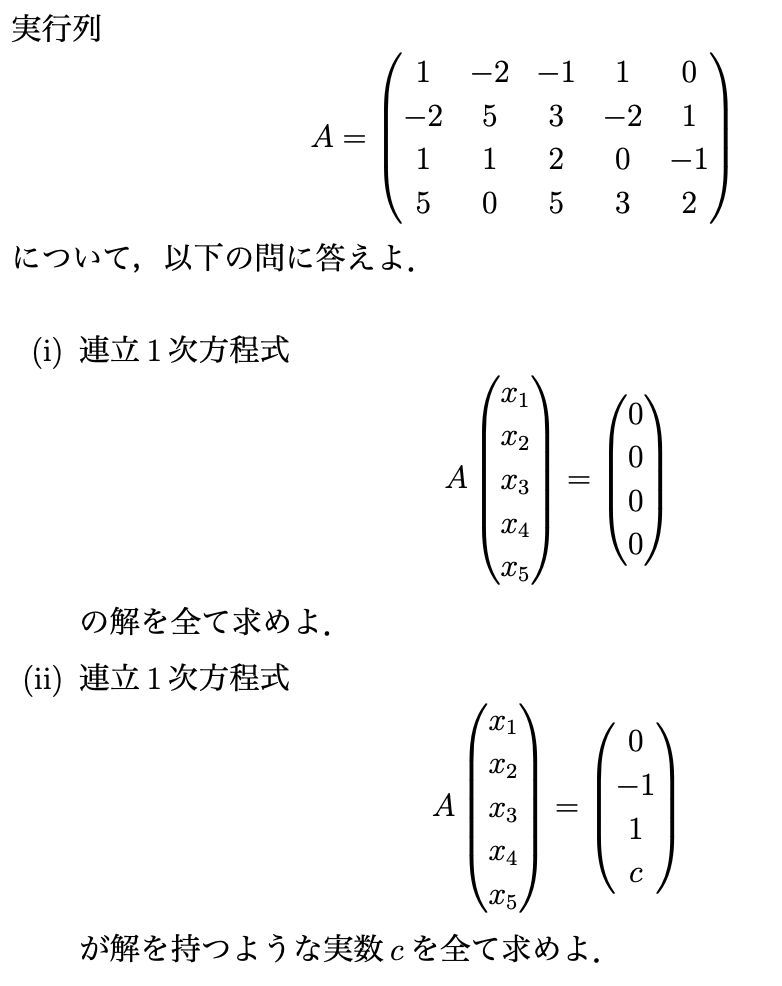 実行列
A = \begin{pmatrix} 1 & -2 & -1 & 1 & 0 \\ -2 & 5 & 3 & -2 & 1 \\ 1 & 1 & 2 & 0 & -1 \\ 5 & 0 & 5 & 3 & 2 \end{pmatrix}
について，以下の問に答えよ．
(i) 連立 1 次方程式
A \begin{pmatrix} x_1 \\ x_2 \\ x_3 \\ x_4 \\ x_5 \end{pmatrix} = \begin{pmatrix} 0 \\ 0 \\ 0 \\ 0 \end{pmatrix}
の解を全て求めよ．
(ii) 連立 1 次方程式
A \begin{pmatrix} x_1 \\ x_2 \\ x_3 \\ x_4 \\ x_5 \end{pmatrix} = \begin{pmatrix} 0 \\ -1 \\ 1 \\ c \end{pmatrix}
が解を持つような実数 c を全て求めよ．